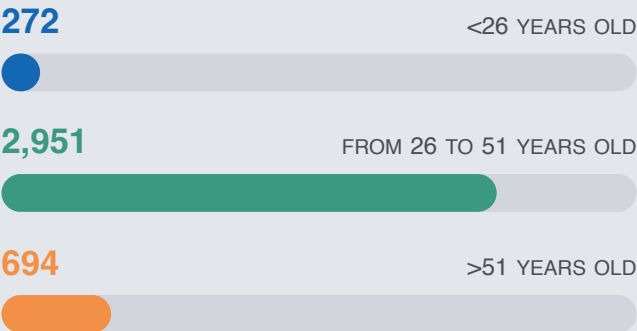 272 <26 YEARS OLD
2,951 FROM 26 TO 51 YEARS OLD
694 >51 YEARS OLD